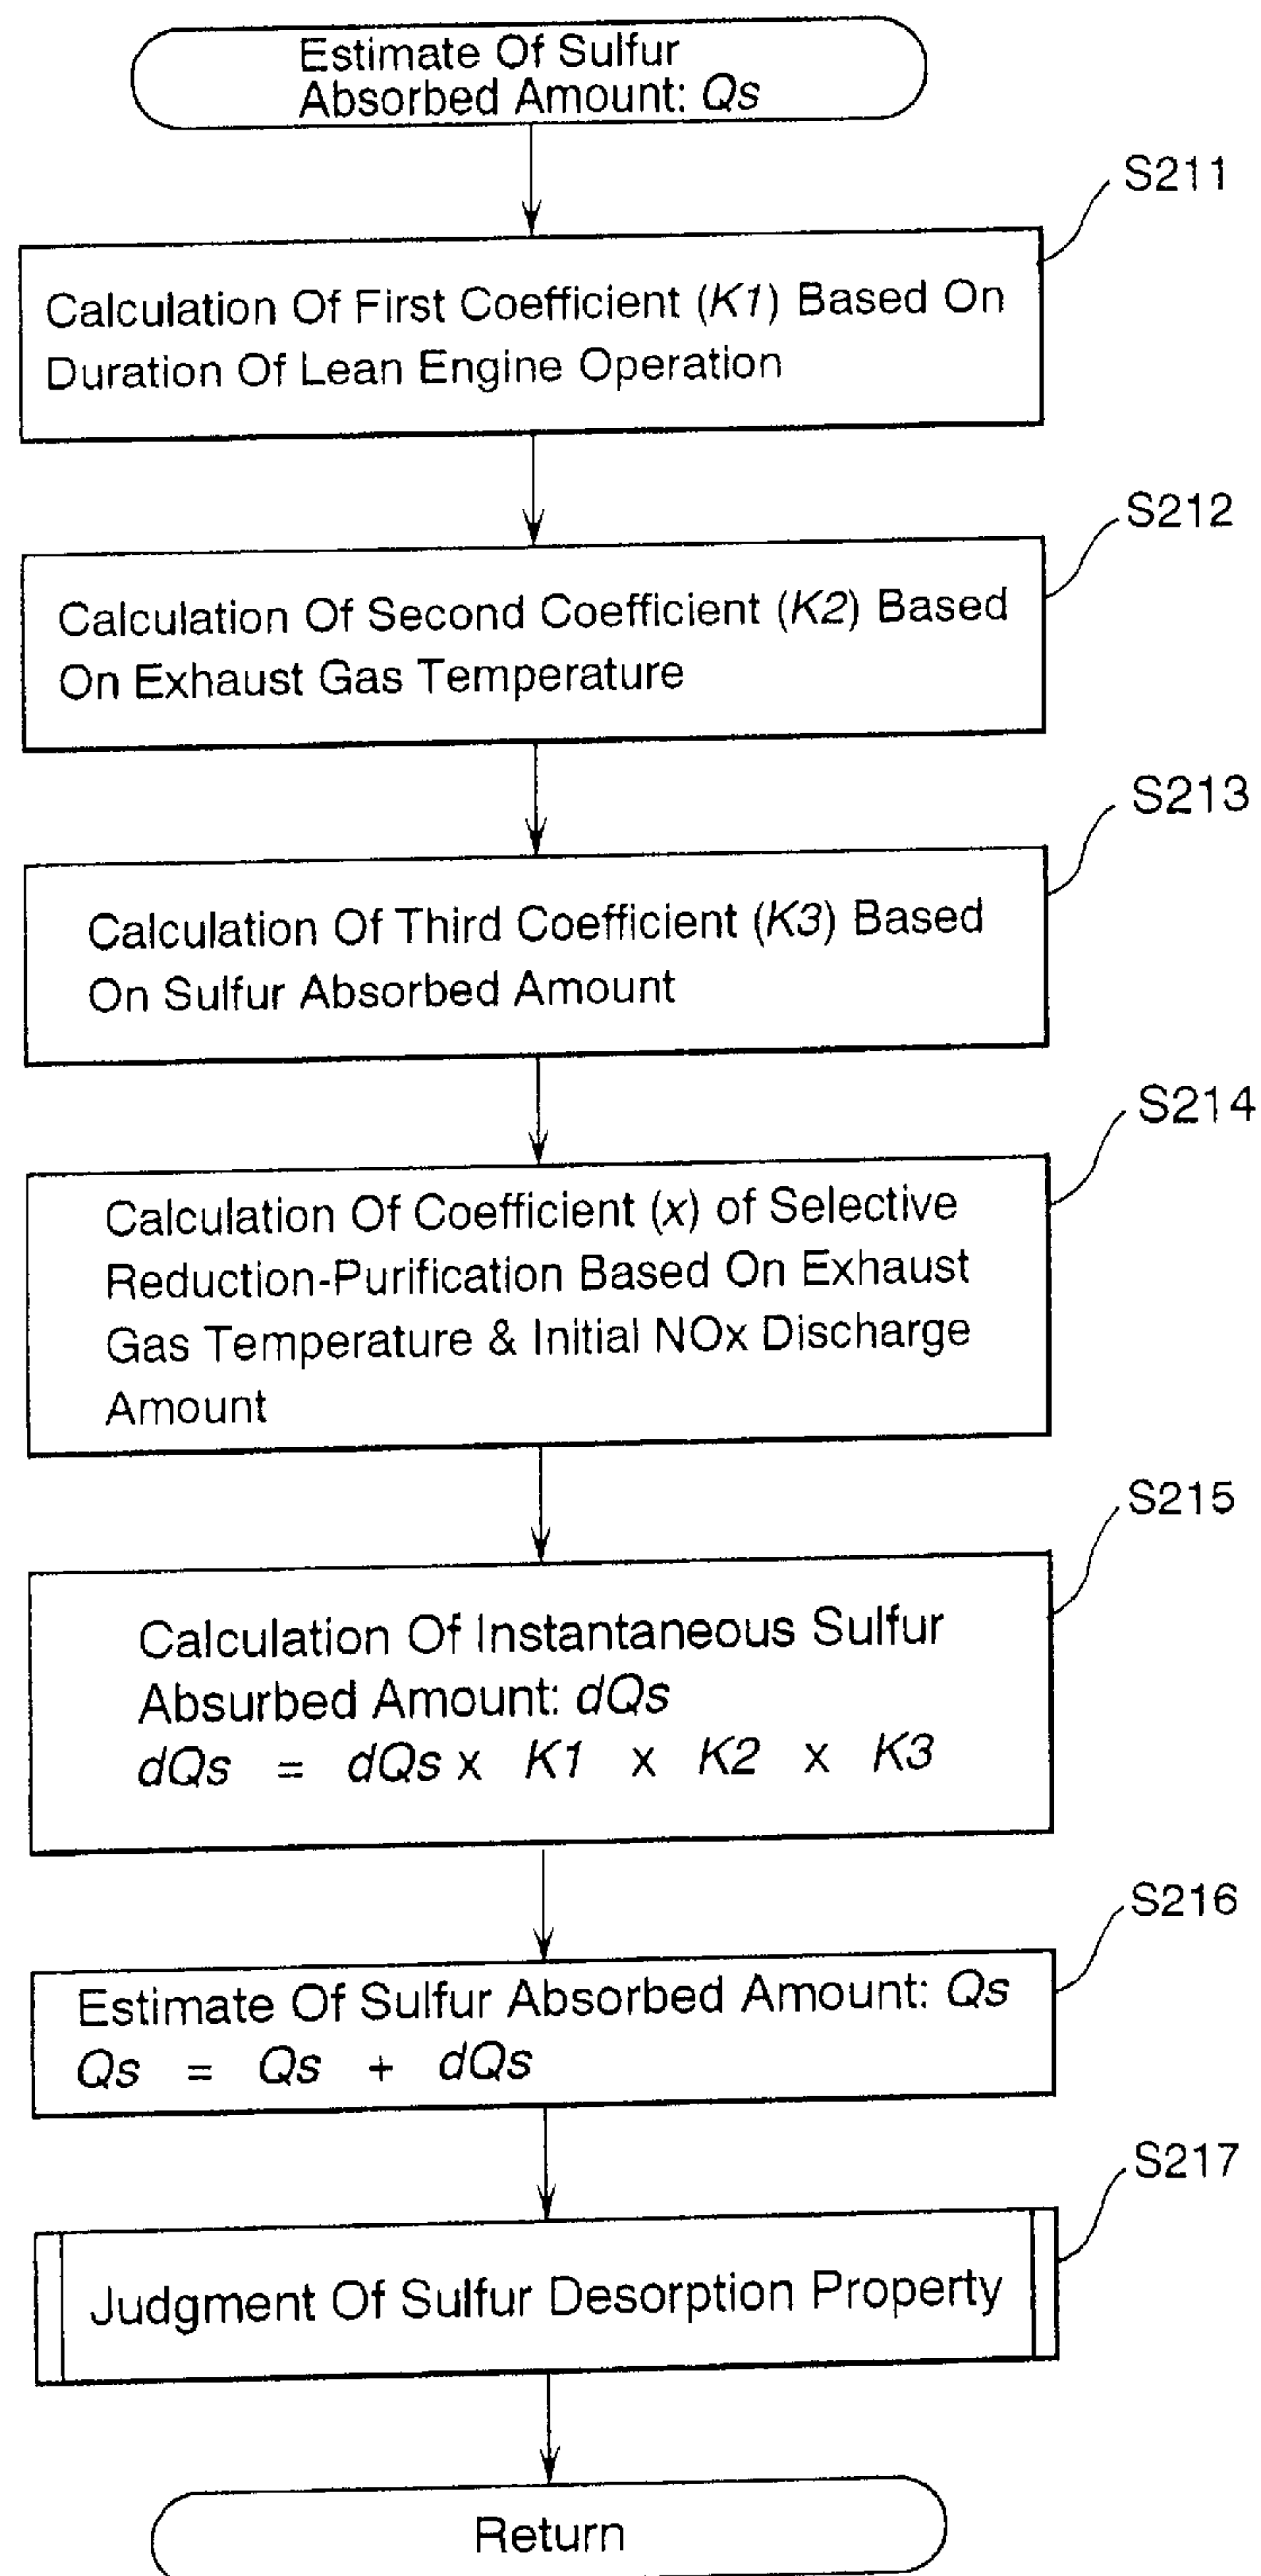 Estimate Of Sulfur
Absorbed Amount: Qs
S211
Calculation Of First Coefficient (K1) Based On
Duration Of Lean Engine Operation
S212
Calculation Of Second Coefficient (K2) Based
On Exhaust Gas Temperature
S213
Calculation Of Third Coefficient (K3) Based
On Sulfur Absorbed Amount
S214
Calculation Of Coefficient (x) of Selective
Reduction-Purification Based On Exhaust
Gas Temperature & Initial NOx Discharge
Amount
S215
Calculation Of Instantaneous Sulfur
Absurbed Amount: dQs
dQs = dQs x K1 x K2 x K3
S216
Estimate Of Sulfur Absorbed Amount: Qs
Qs = Qs + dQs
S217
Judgment Of Sulfur Desorption Property
Return